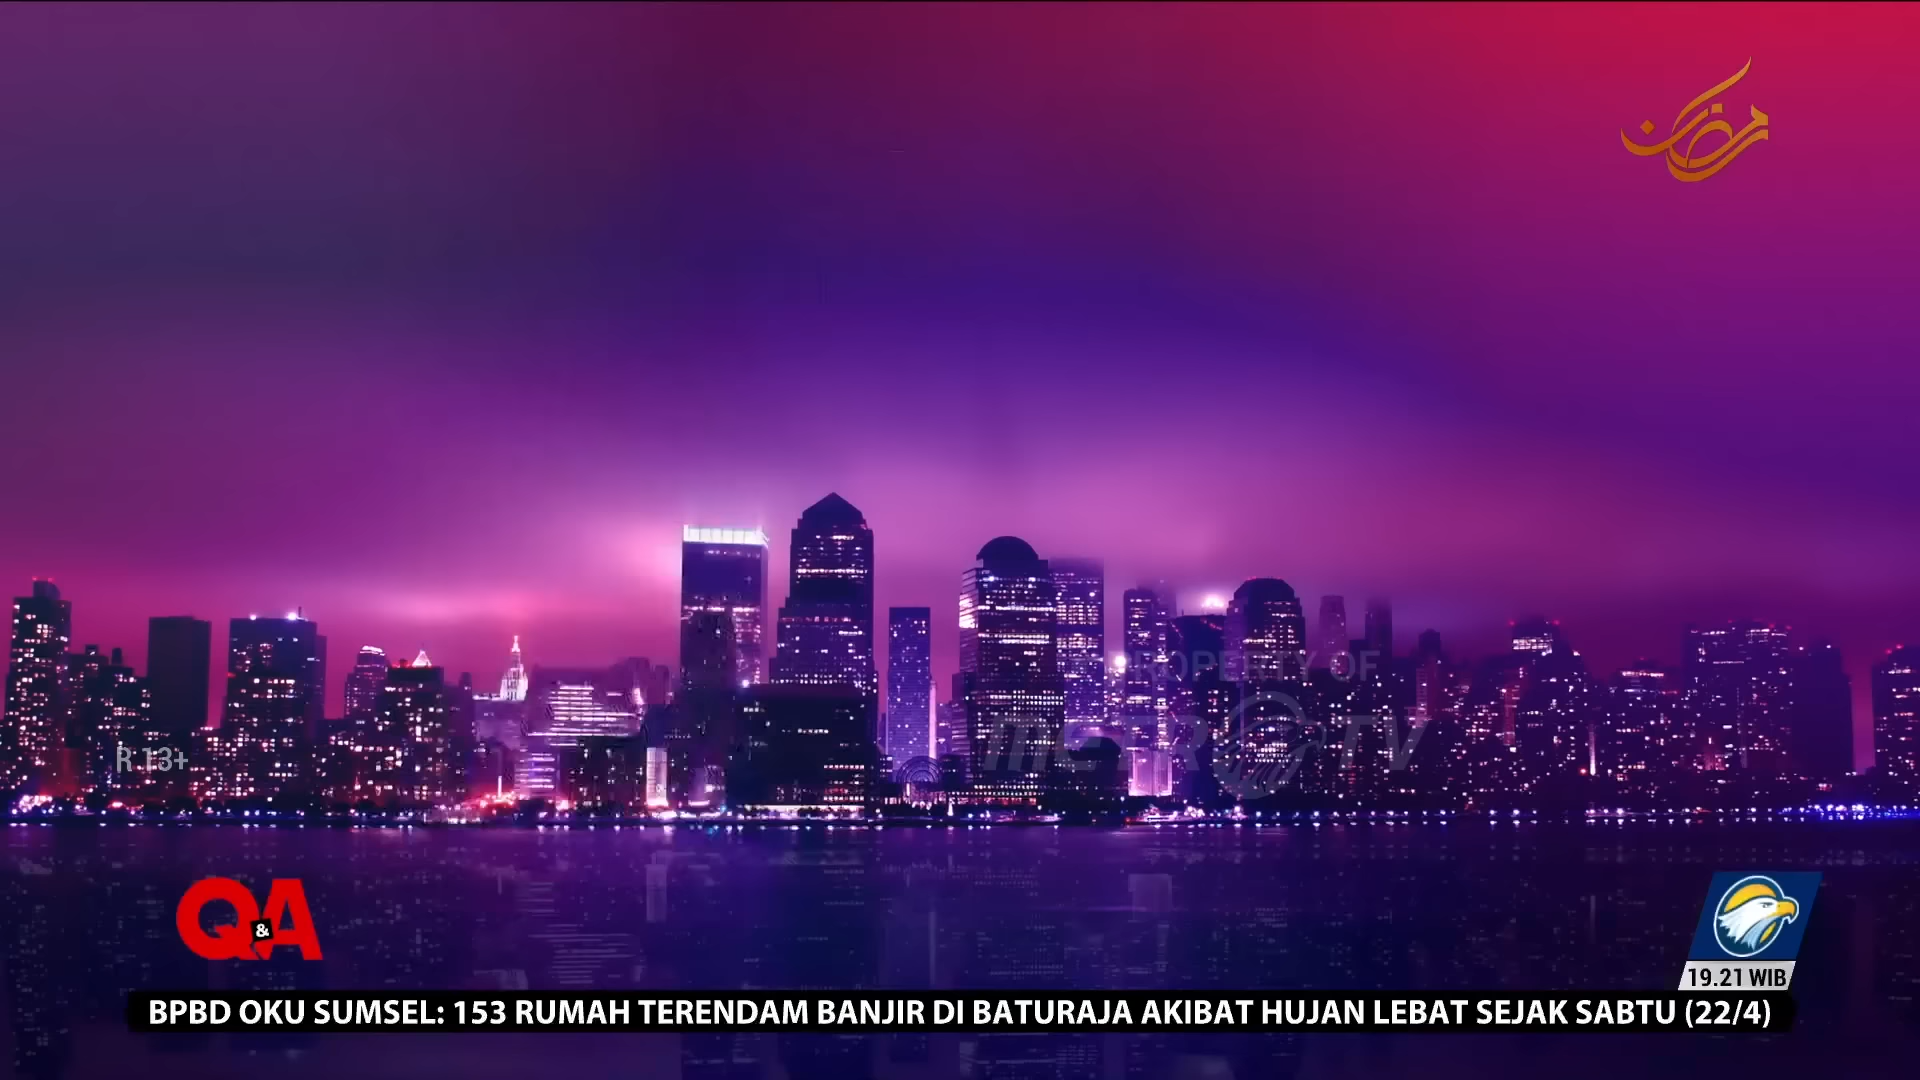 رمضان
PROPERTY OF
METRO TV
R 13+
Q&A
19.21 WIB
BPBD OKU SUMSEL: 153 RUMAH TERENDAM BANJIR DI BATURAJA AKIBAT HUJAN LEBAT SEJAK SABTU (22/4)